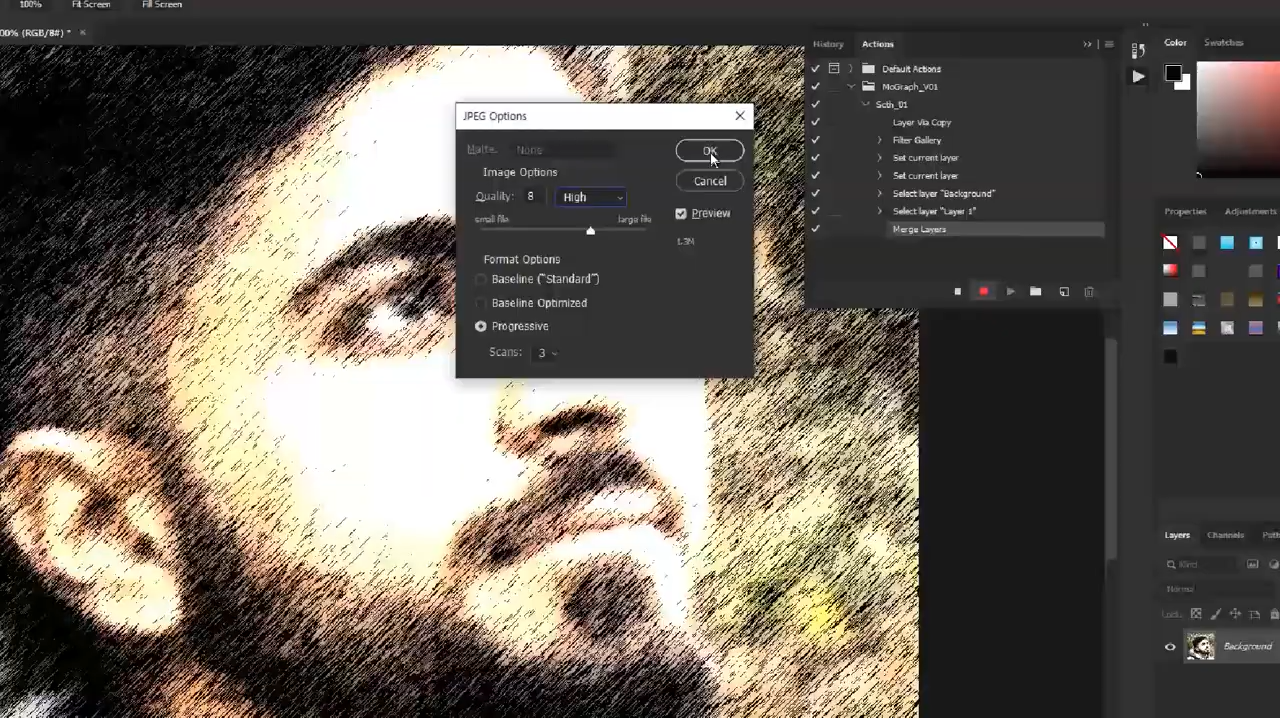 100%
Fit Screen
Fill Screen
00% (RGB/8#) *
JPEG Options
Matte: None
OK
Image Options
Cancel
Quality: 8
High
Preview
small file
large file
1.3M
Format Options
Baseline ("Standard")
Baseline Optimized
Progressive
Scans: 3
History
Actions
Default Actions
MoGraph_V01
Layer Via Copy
Filter Gallery
Set current layer
Set current layer
Select layer "Background"
Select layer "Layer 1"
Merge Layers
Color
Swatches
Properties
Adjustments
Layers
Channels
Kind
Normal
Lock:
Background